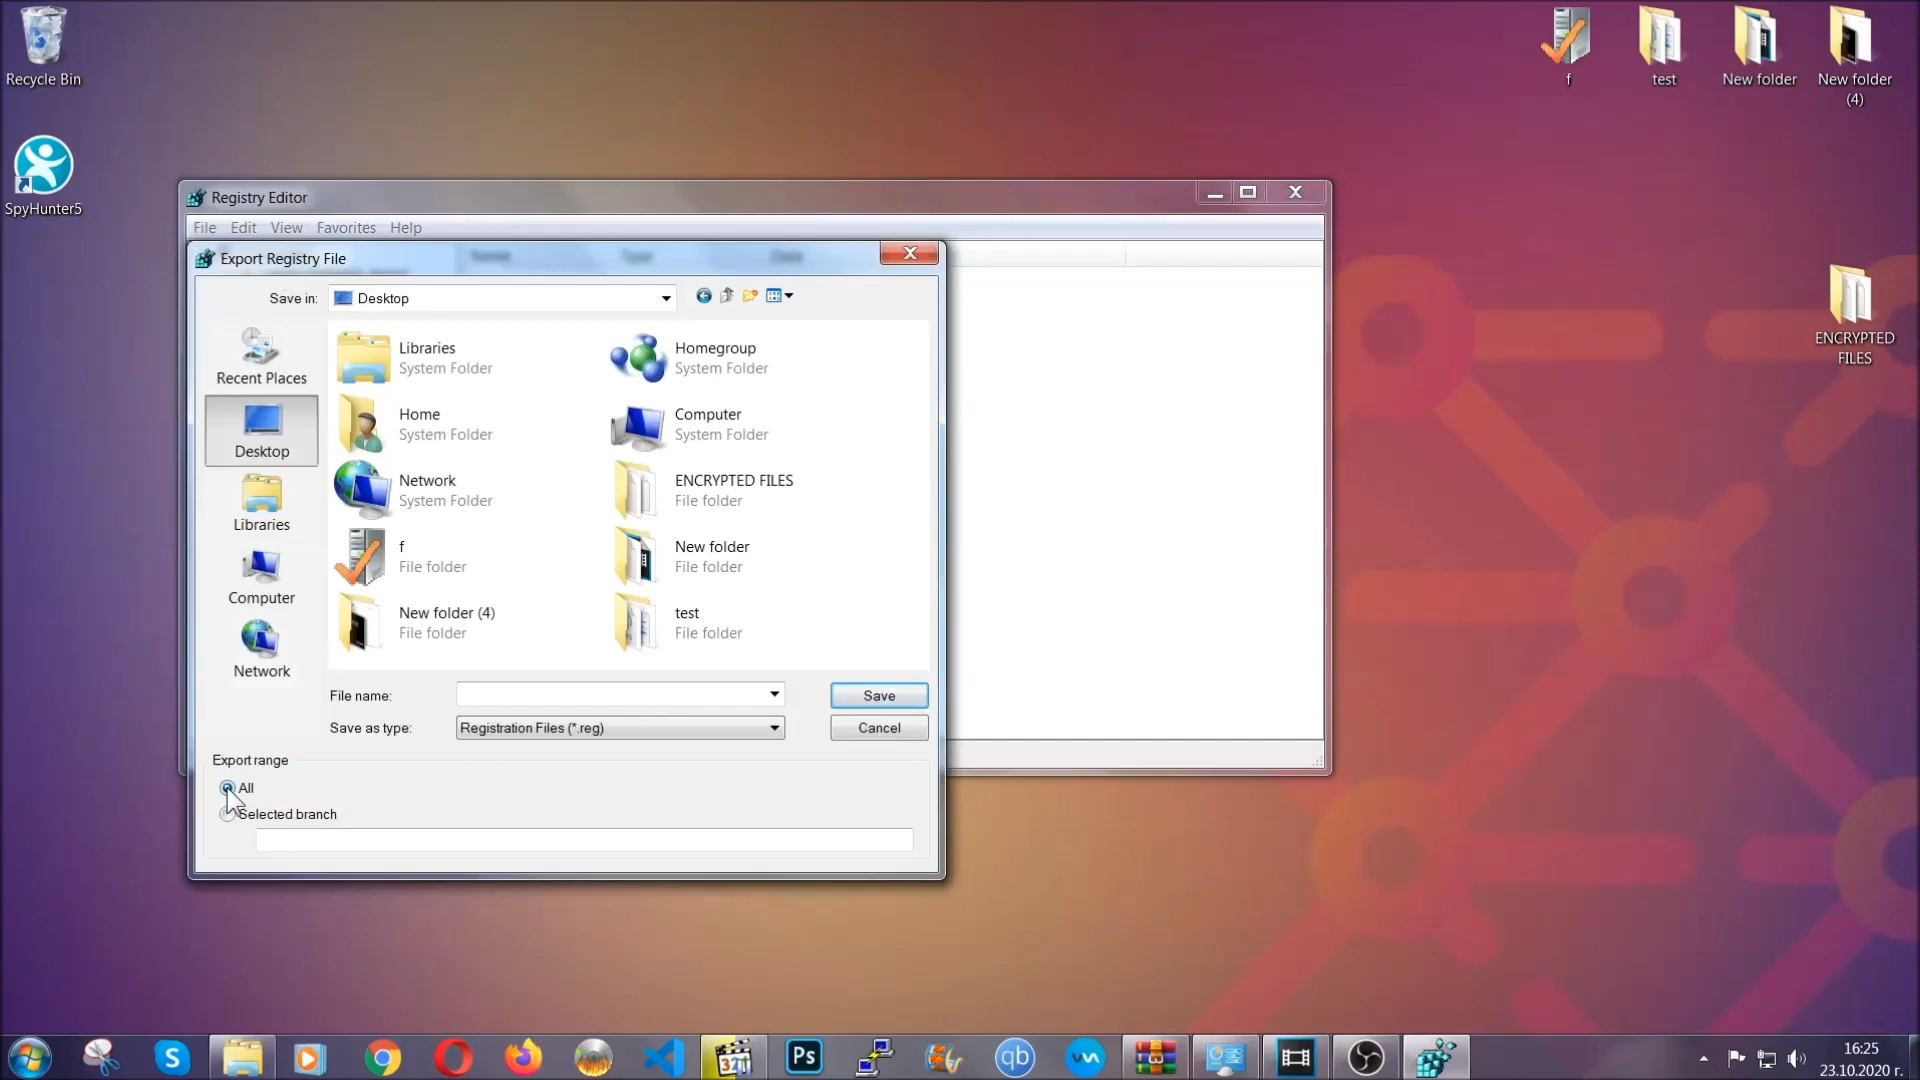 Recycle Bin
SpyHunter5
f
test
New folder
New folder
(4)
ENCRYPTED
FILES
Registry Editor
File Edit View Favorites Help
Export Registry File
Save in:
Desktop
Recent Places
Desktop
Libraries
Computer
Network
Libraries
System Folder
Homegroup
System Folder
Home
System Folder
Computer
System Folder
Network
System Folder
ENCRYPTED FILES
File folder
f
File folder
New folder
File folder
New folder (4)
File folder
test
File folder
File name:
Save
Save as type:
Registration Files (*.reg)
Cancel
Export range
All
Selected branch
S
321
Ps
qb
16:25
23.10.2020 г.